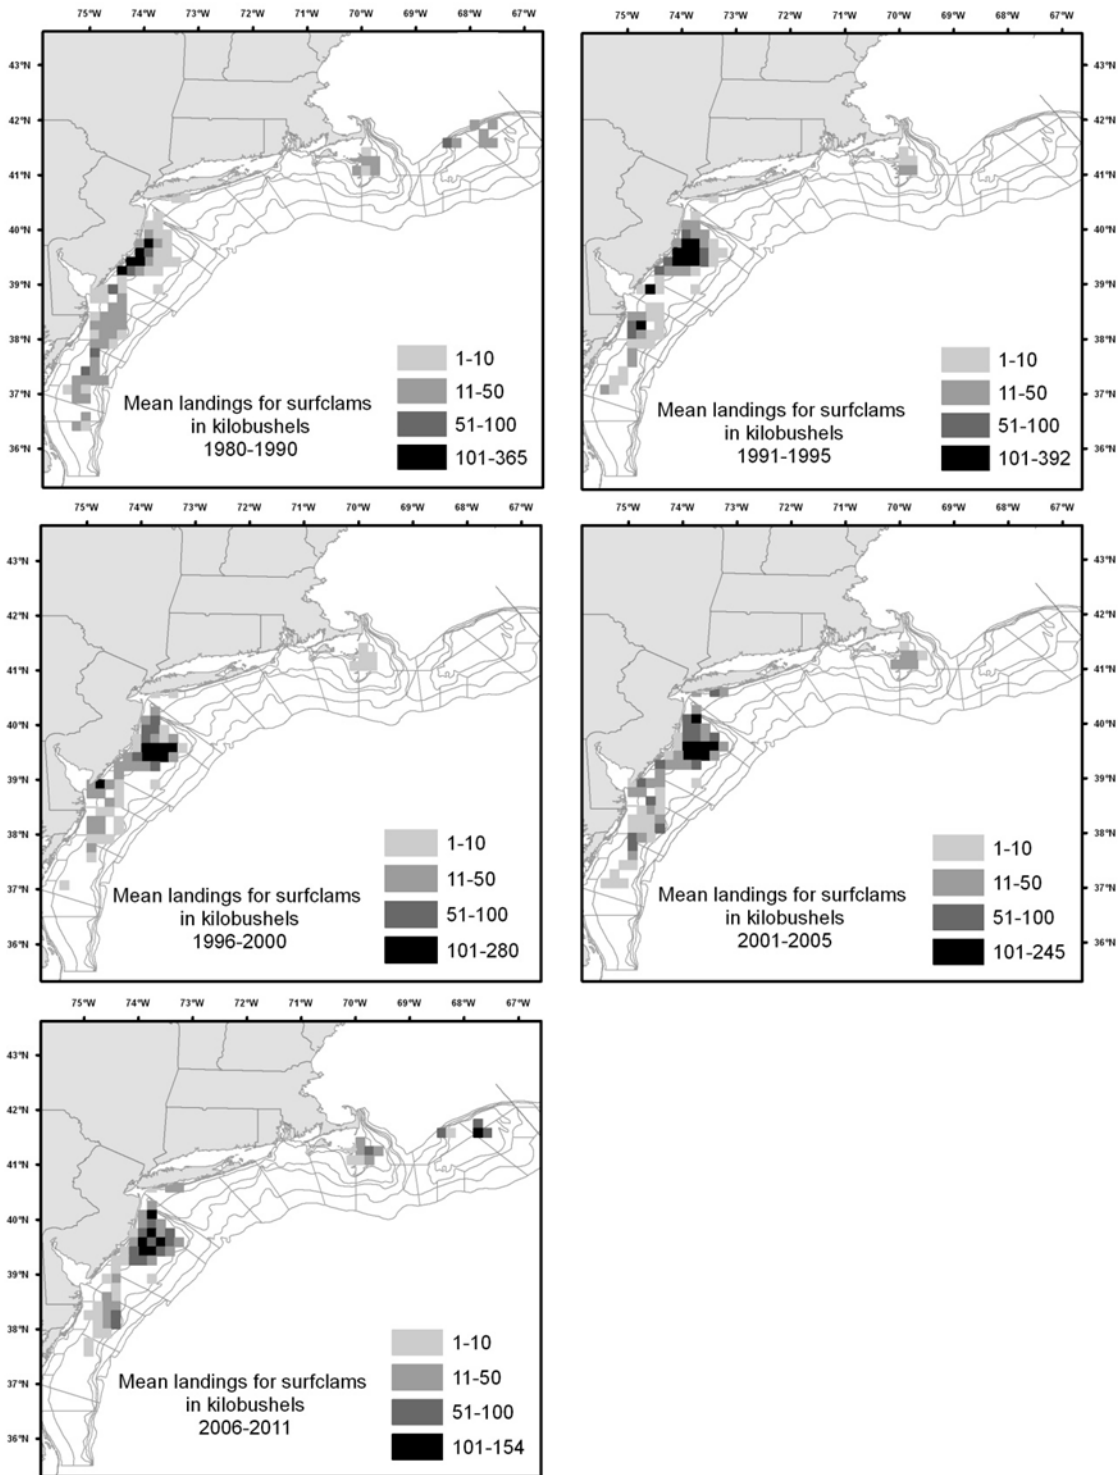 75°W 74°W 73°W 72°W 71°W 70°W 69°W 68°W 67°W
43°N
42°N
41°N
40°N
39°N
38°N
37°N
36°N
1-10
11-50
51-100
101-365
Mean landings for surfclams
in kilobushels
1980-1990
75°W 74°W 73°W 72°W 71°W 70°W 69°W 68°W 67°W
43°N
42°N
41°N
40°N
39°N
38°N
37°N
36°N
1-10
11-50
51-100
101-392
Mean landings for surfclams
in kilobushels
1991-1995
75°W 74°W 73°W 72°W 71°W 70°W 69°W 68°W 67°W
43°N
42°N
41°N
40°N
39°N
38°N
37°N
36°N
1-10
11-50
51-100
101-280
Mean landings for surfclams
in kilobushels
1996-2000
75°W 74°W 73°W 72°W 71°W 70°W 69°W 68°W 67°W
43°N
42°N
41°N
40°N
39°N
38°N
37°N
36°N
1-10
11-50
51-100
101-245
Mean landings for surfclams
in kilobushels
2001-2005
75°W 74°W 73°W 72°W 71°W 70°W 69°W 68°W 67°W
43°N
42°N
41°N
40°N
39°N
38°N
37°N
36°N
1-10
11-50
51-100
101-154
Mean landings for surfclams
in kilobushels
2006-2011